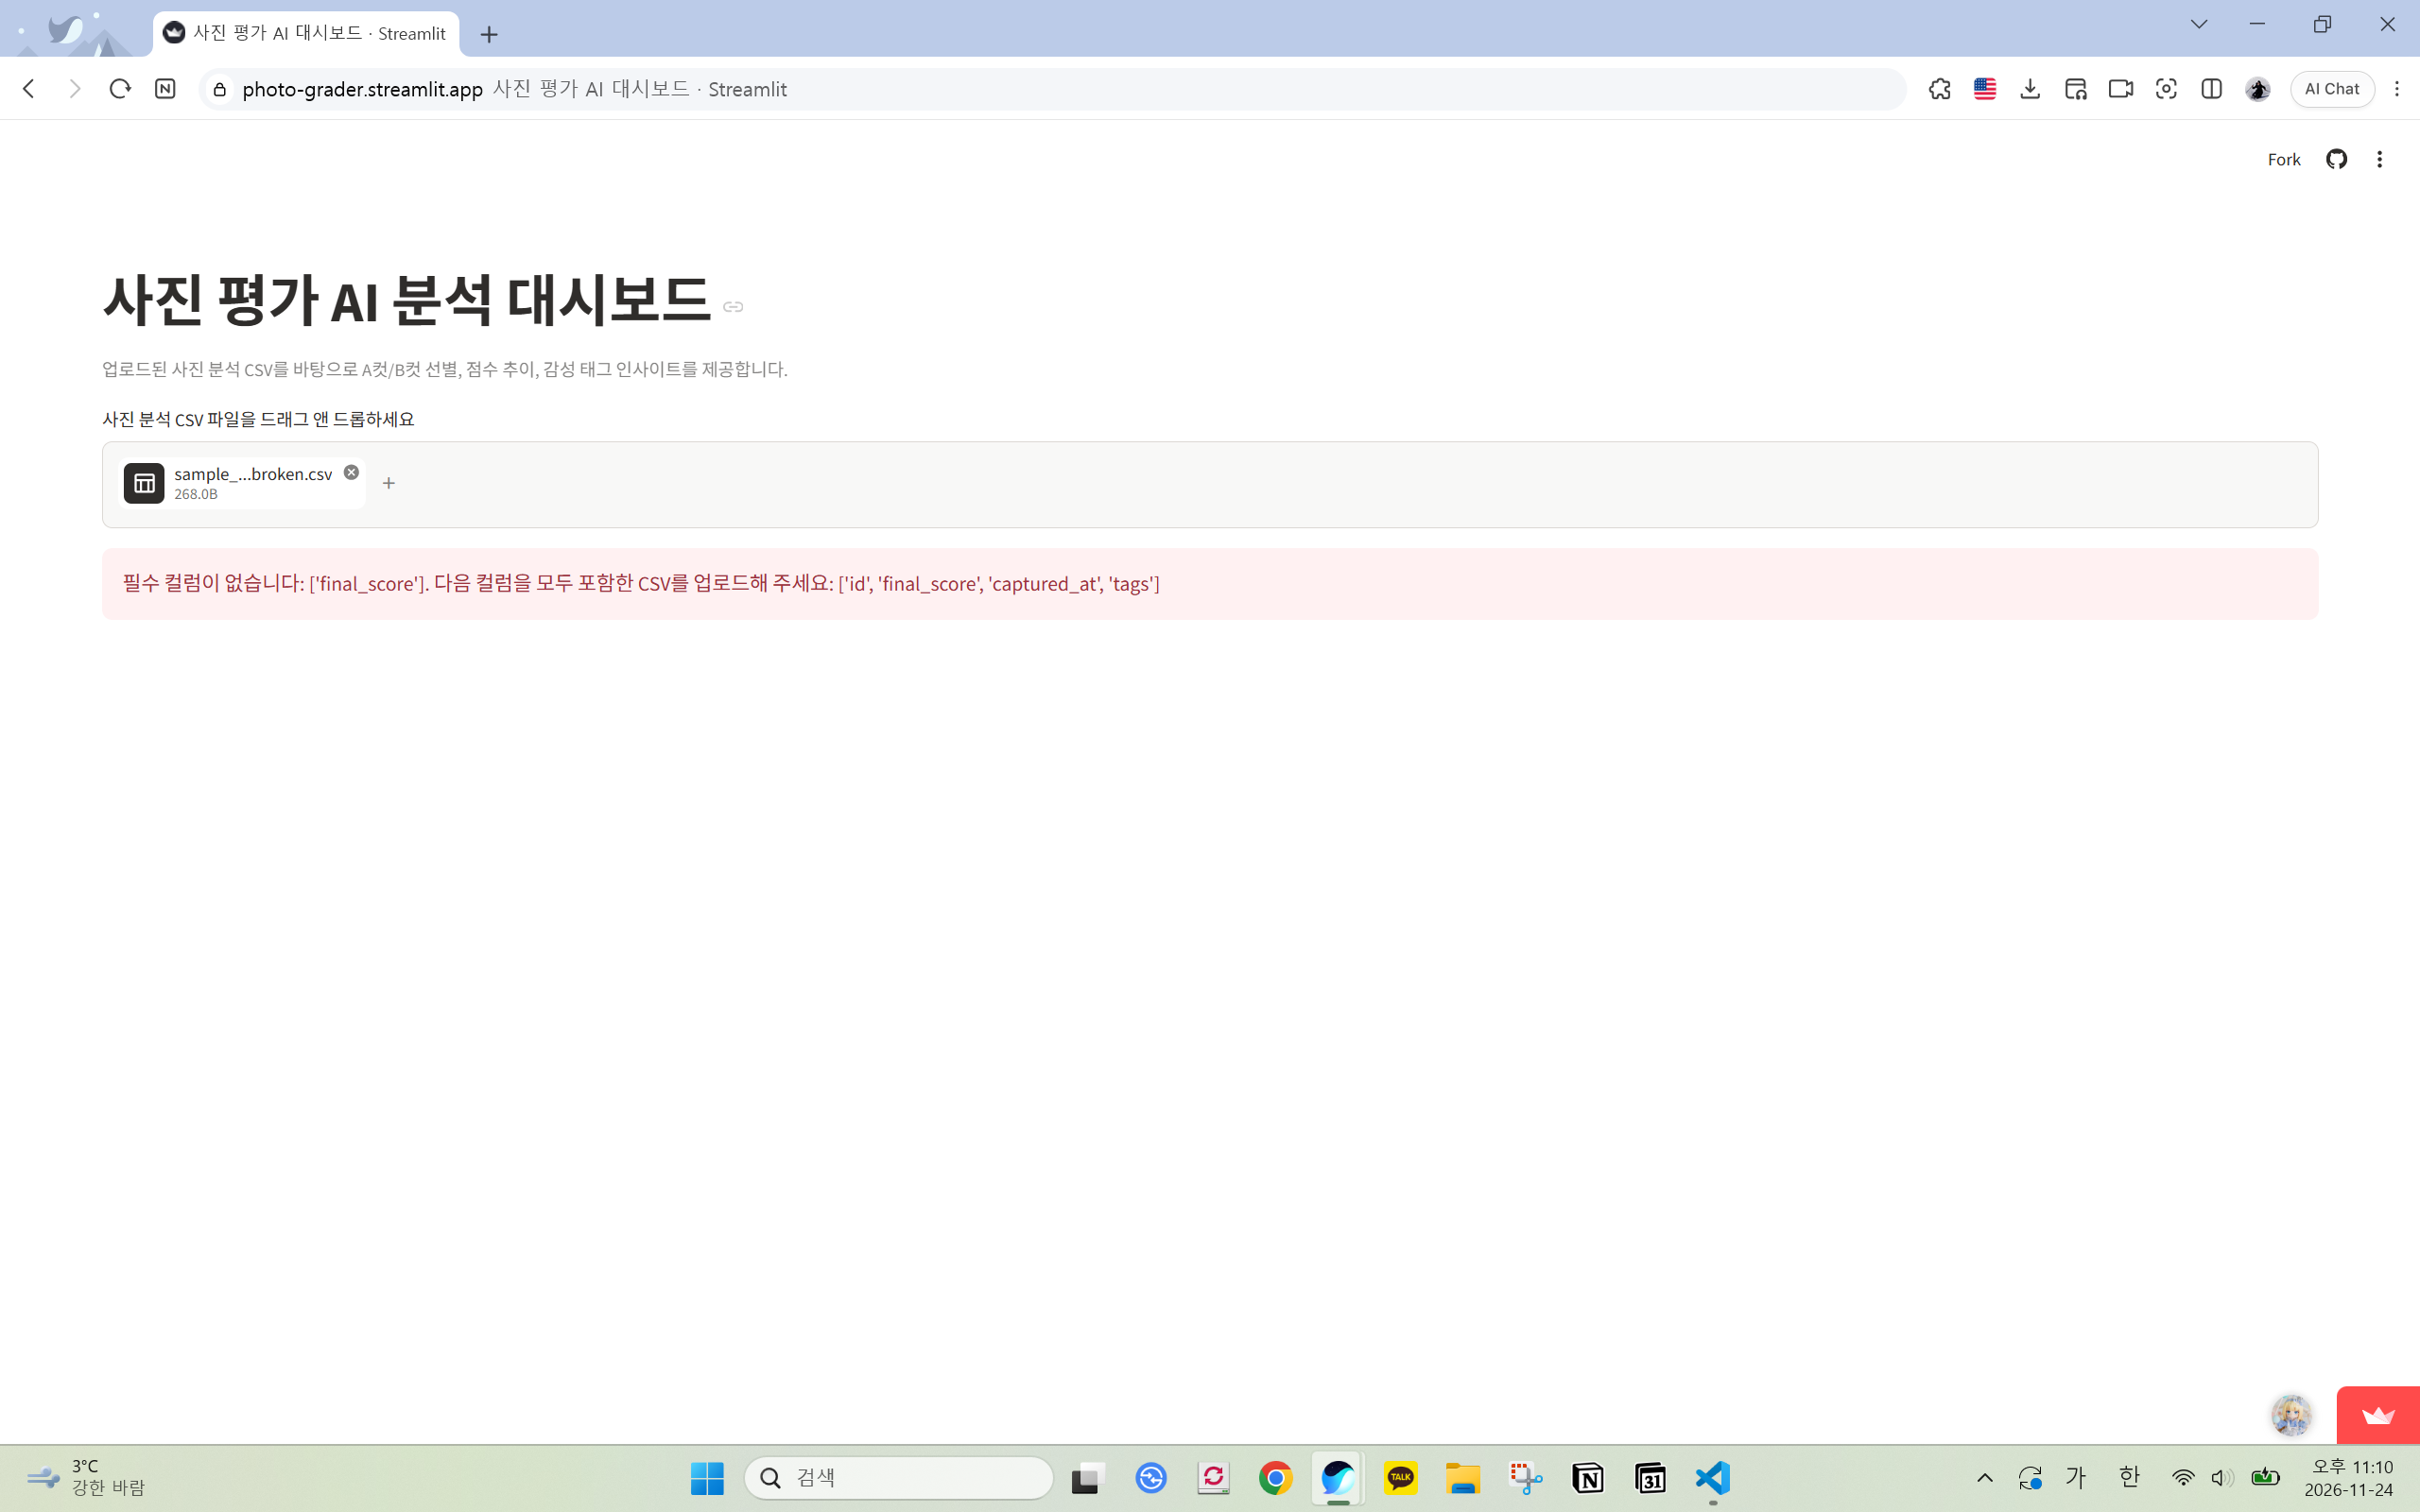 사진 평가 AI 대시보드 · Streamlit
photo-grader.streamlit.app 사진 평가 AI 대시보드 · Streamlit
AI Chat
Fork
사진 평가 AI 분석 대시보드
업로드된 사진 분석 CSV를 바탕으로 A컷/B컷 선별, 점수 추이, 감성 태그 인사이트를 제공합니다.
사진 분석 CSV 파일을 드래그 앤 드롭하세요
sample_...broken.csv
268.0B
필수 컬럼이 없습니다: ['final_score']. 다음 컬럼을 모두 포함한 CSV를 업로드해 주세요: ['id', 'final_score', 'captured_at', 'tags']
3°C
강한 바람
검색
TALK
N
31
가
한
오후 11:10
2026-11-24